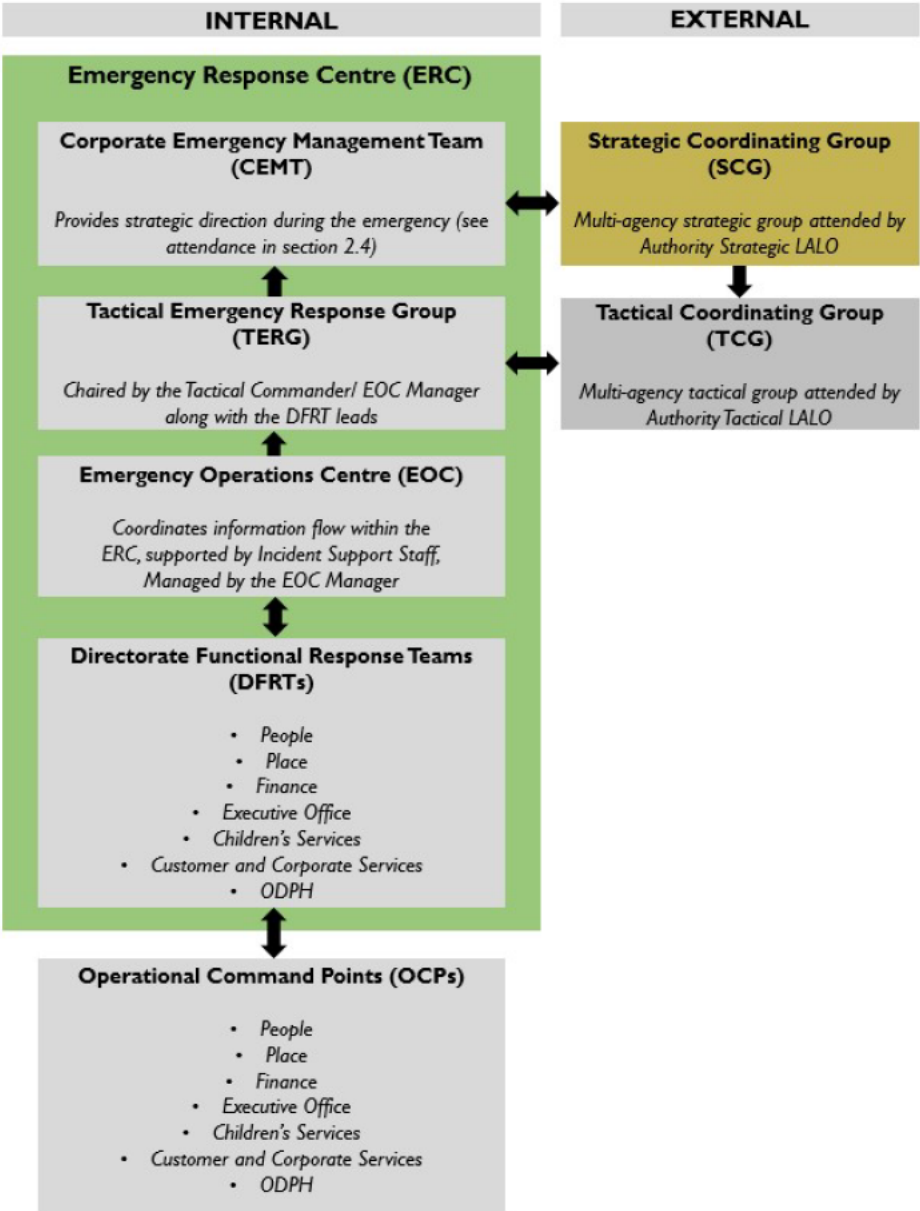 INTERNAL
EXTERNAL
Emergency Response Centre (ERC)
Corporate Emergency Management Team
(CEMT)
Provides strategic direction during the emergency (see
attendance in section 2.4)
Strategic Coordinating Group
(SCG)
Multi-agency strategic group attended by
Authority Strategic LALO
Tactical Emergency Response Group
(TERG)
Chaired by the Tactical Commander/ EOC Manager
along with the DFRT leads
Tactical Coordinating Group
(TCG)
Multi-agency tactical group attended by
Authority Tactical LALO
Emergency Operations Centre (EOC)
Coordinates information flow within the
ERC, supported by Incident Support Staff,
Managed by the EOC Manager
Directorate Functional Response Teams
(DFRTs)
• People
• Place
• Finance
• Executive Office
• Children's Services
• Customer and Corporate Services
• ODPH
Operational Command Points (OCPs)
• People
• Place
• Finance
• Executive Office
• Children's Services
• Customer and Corporate Services
• ODPH